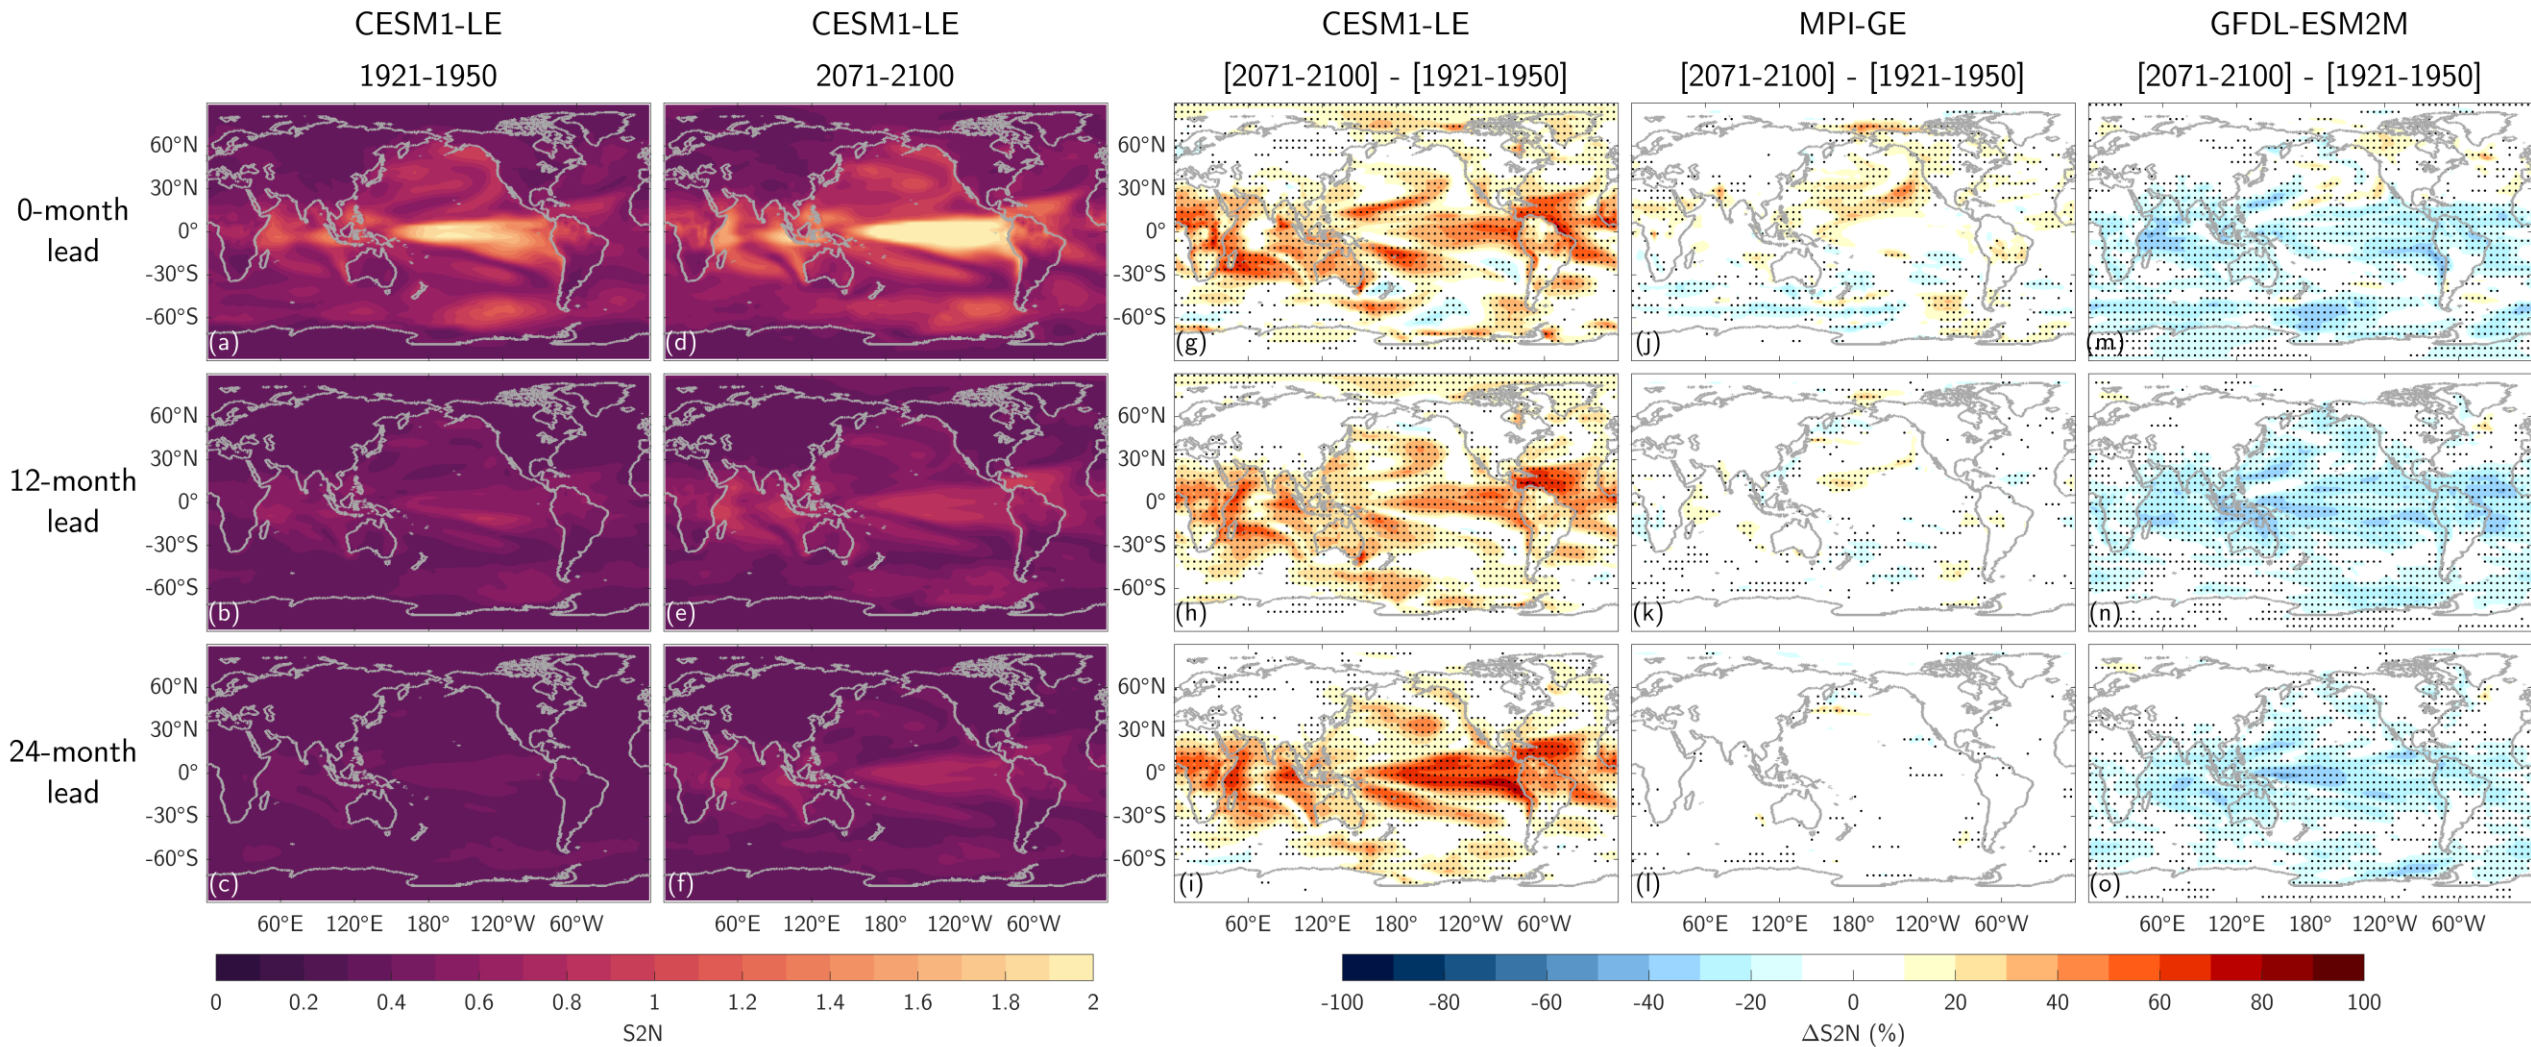 CESM1-LE CESM1-LE CESM1-LE MPI-GE GFDL-ESM2M
1921-1950 2071-2100 [2071-2100] - [1921-1950] [2071-2100] - [1921-1950] [2071-2100] - [1921-1950]
0-month
lead
60°N
30°N
0°
-30°S
-60°S
(a) (d)
60°N
30°N
0°
-30°S
-60°S
(g) (j) (m)
12-month
lead
60°N
30°N
0°
-30°S
-60°S
(b) (e)
60°N
30°N
0°
-30°S
-60°S
(h) (k) (n)
24-month
lead
60°N
30°N
0°
-30°S
-60°S
(c) (f)
60°N
30°N
0°
-30°S
-60°S
(i) (l) (o)
60°E 120°E 180° 120°W 60°W 60°E 120°E 180° 120°W 60°W 60°E 120°E 180° 120°W 60°W 60°E 120°E 180° 120°W 60°W 60°E 120°E 180° 120°W 60°W
0 0.2 0.4 0.6 0.8 1 1.2 1.4 1.6 1.8 2
S2N
-100 -80 -60 -40 -20 0 20 40 60 80 100
ΔS2N (%)